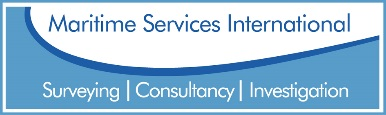 Maritime Services International
Surveying | Consultancy | Investigation